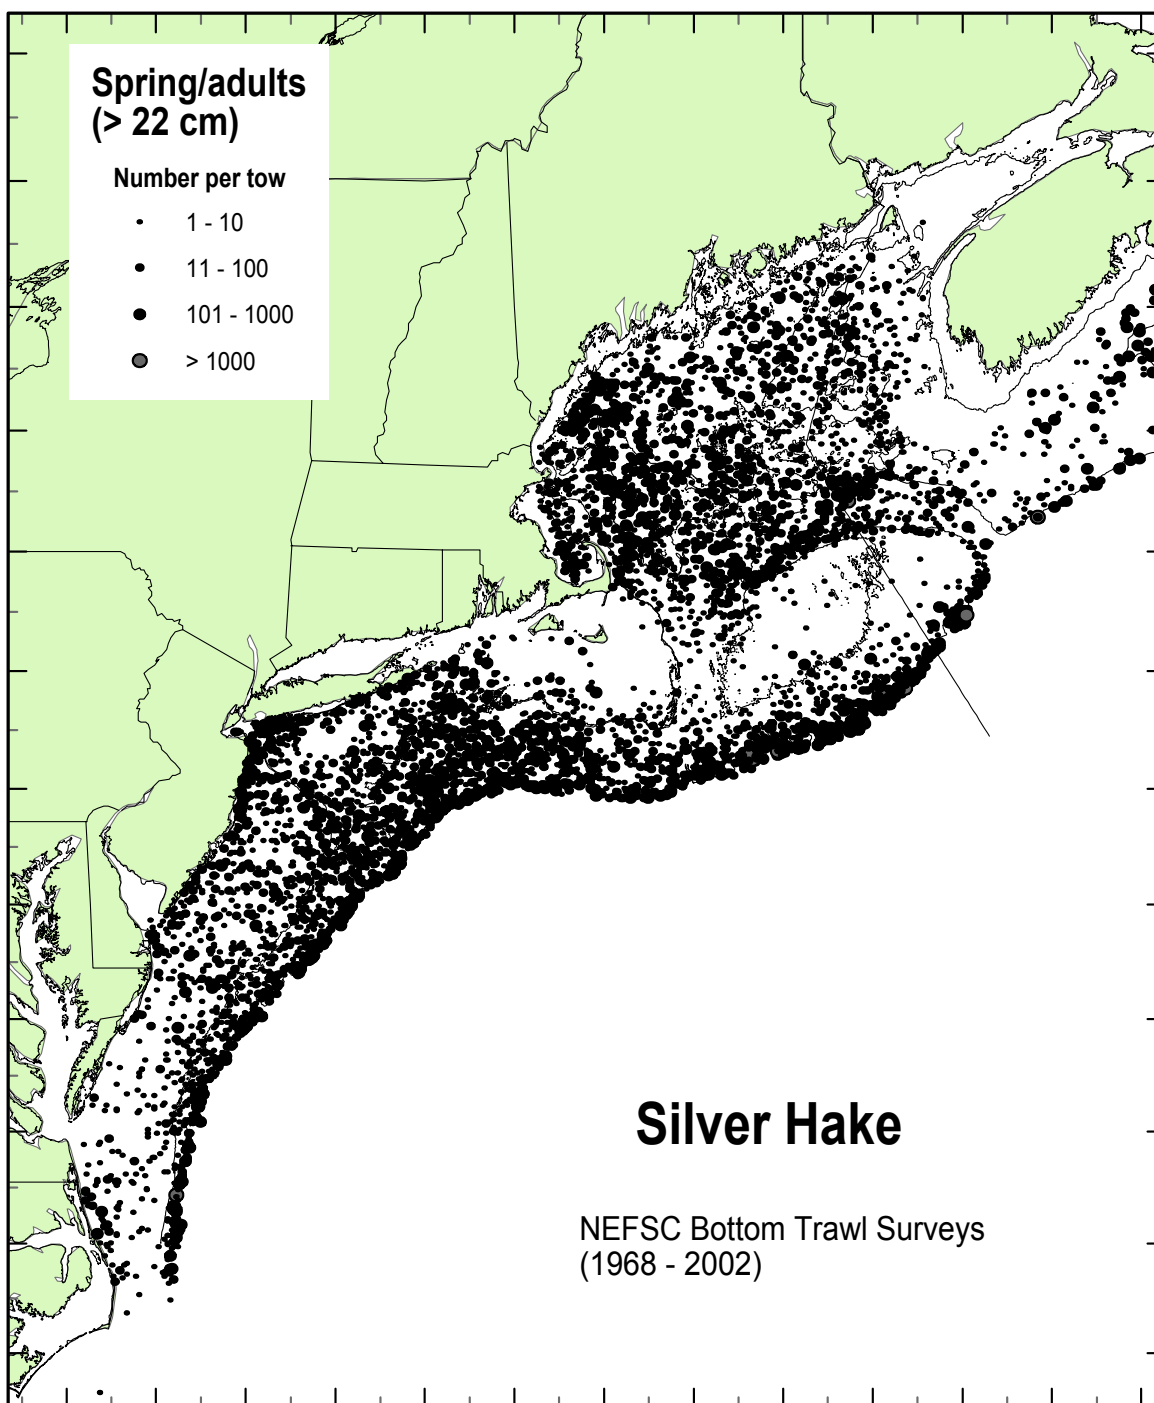 Spring/adults
(> 22 cm)
Number per tow
1 - 10
11 - 100
101 - 1000
> 1000
Silver Hake
NEFSC Bottom Trawl Surveys
(1968 - 2002)